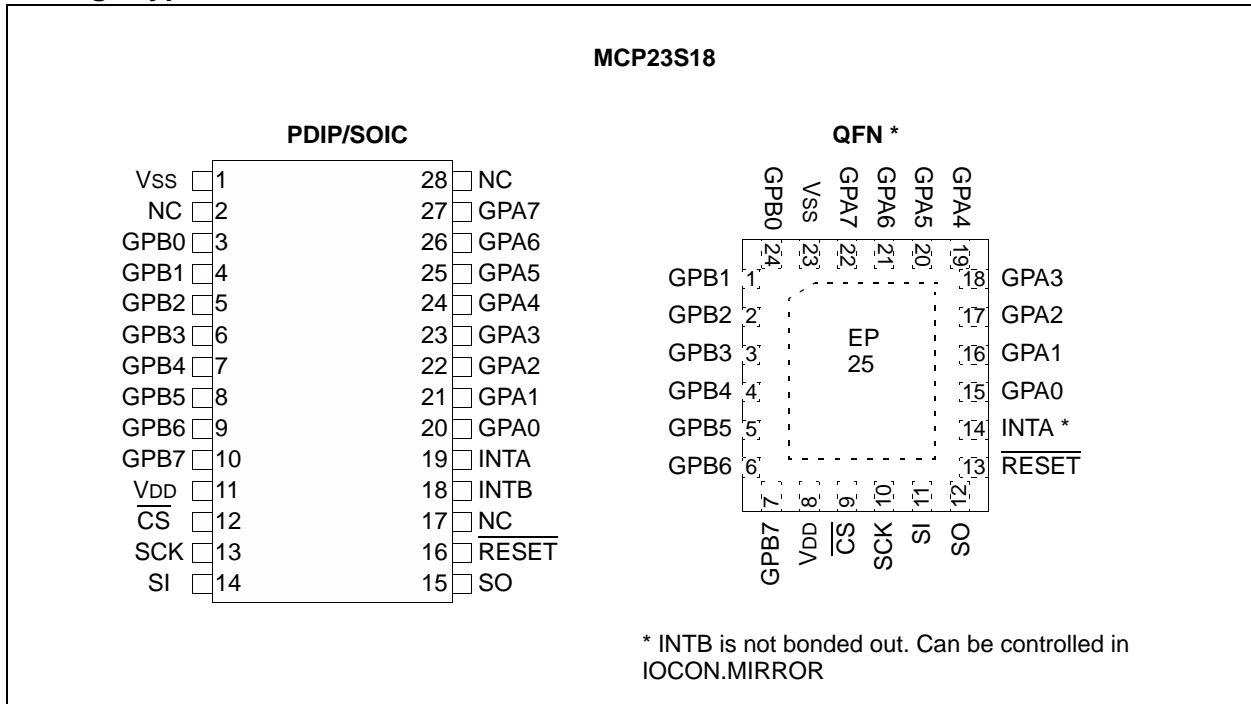 MCP23S18
PDIP/SOIC
VSS 1 28 NC
NC 2 27 GPA7
GPB0 3 26 GPA6
GPB1 4 25 GPA5
GPB2 5 24 GPA4
GPB3 6 23 GPA3
GPB4 7 22 GPA2
GPB5 8 21 GPA1
GPB6 9 20 GPA0
GPB7 10 19 INTA
VDD 11 18 INTB
CS 12 17 NC
SCK 13 16 RESET
SI 14 15 SO
QFN *
GPB0 VSS GPA7 GPA6 GPA5 GPA4
24 23 22 21 20 19
GPB1 1 18 GPA3
GPB2 2 17 GPA2
GPB3 3 16 GPA1
GPB4 4 15 GPA0
GPB5 5 14 INTA *
GPB6 6 13 RESET
EP
25
7 8 9 10 11 12
GPB7 VDD CS SCK SI SO
* INTB is not bonded out. Can be controlled in
IOCON.MIRROR